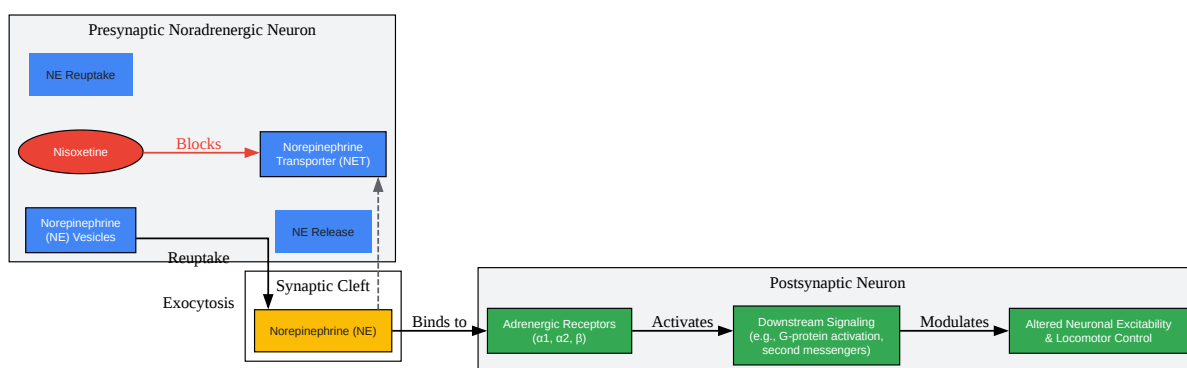 Presynaptic Noradrenergic Neuron
NE Reuptake
Nisoxetine
Blocks
Norepinephrine
Transporter (NET)
Norepinephrine
(NE) Vesicles
NE Release
Reuptake
Exocytosis
Synaptic Cleft
Norepinephrine (NE)
Binds to
Postsynaptic Neuron
Adrenergic Receptors
(α1, α2, β)
Activates
Downstream Signaling
(e.g., G-protein activation,
second messengers)
Modulates
Altered Neuronal Excitability
& Locomotor Control